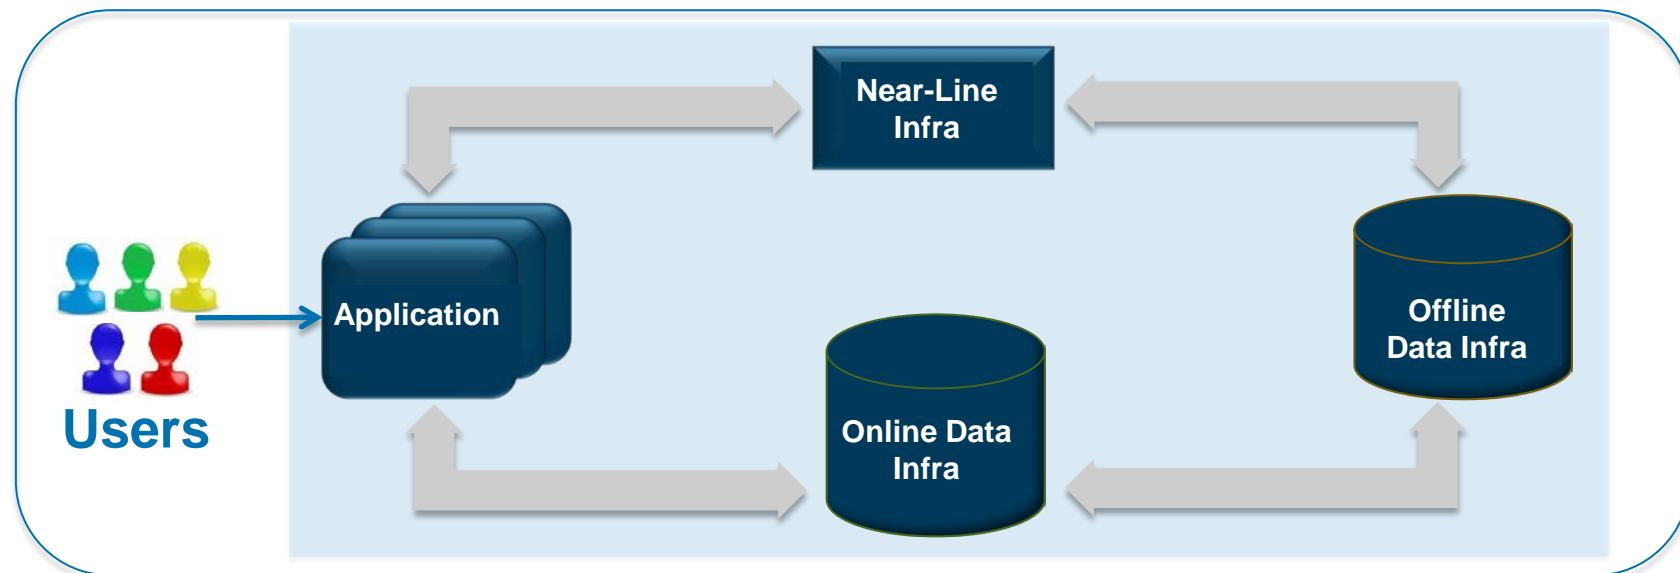 Near-Line
Infra
Application
Users
Online Data
Infra
Offline
Data Infra